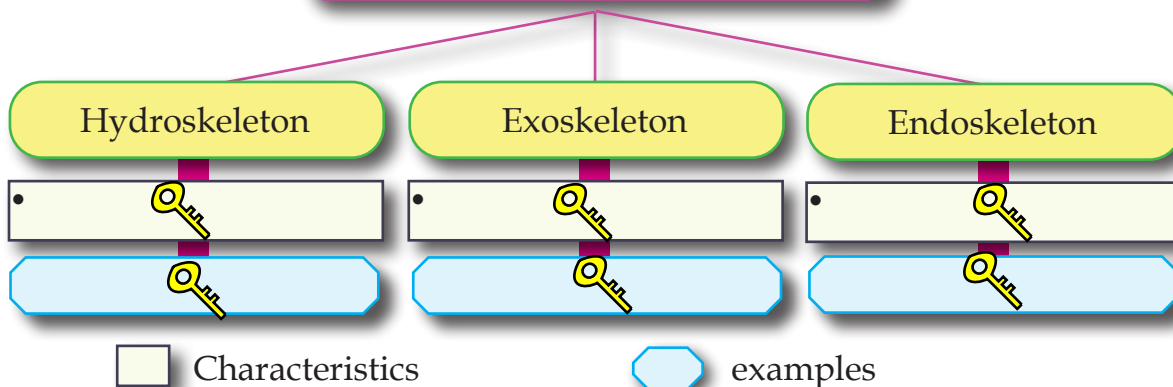 Hydroskeleton
Exoskeleton
Endoskeleton
•
•
•
Characteristics
examples